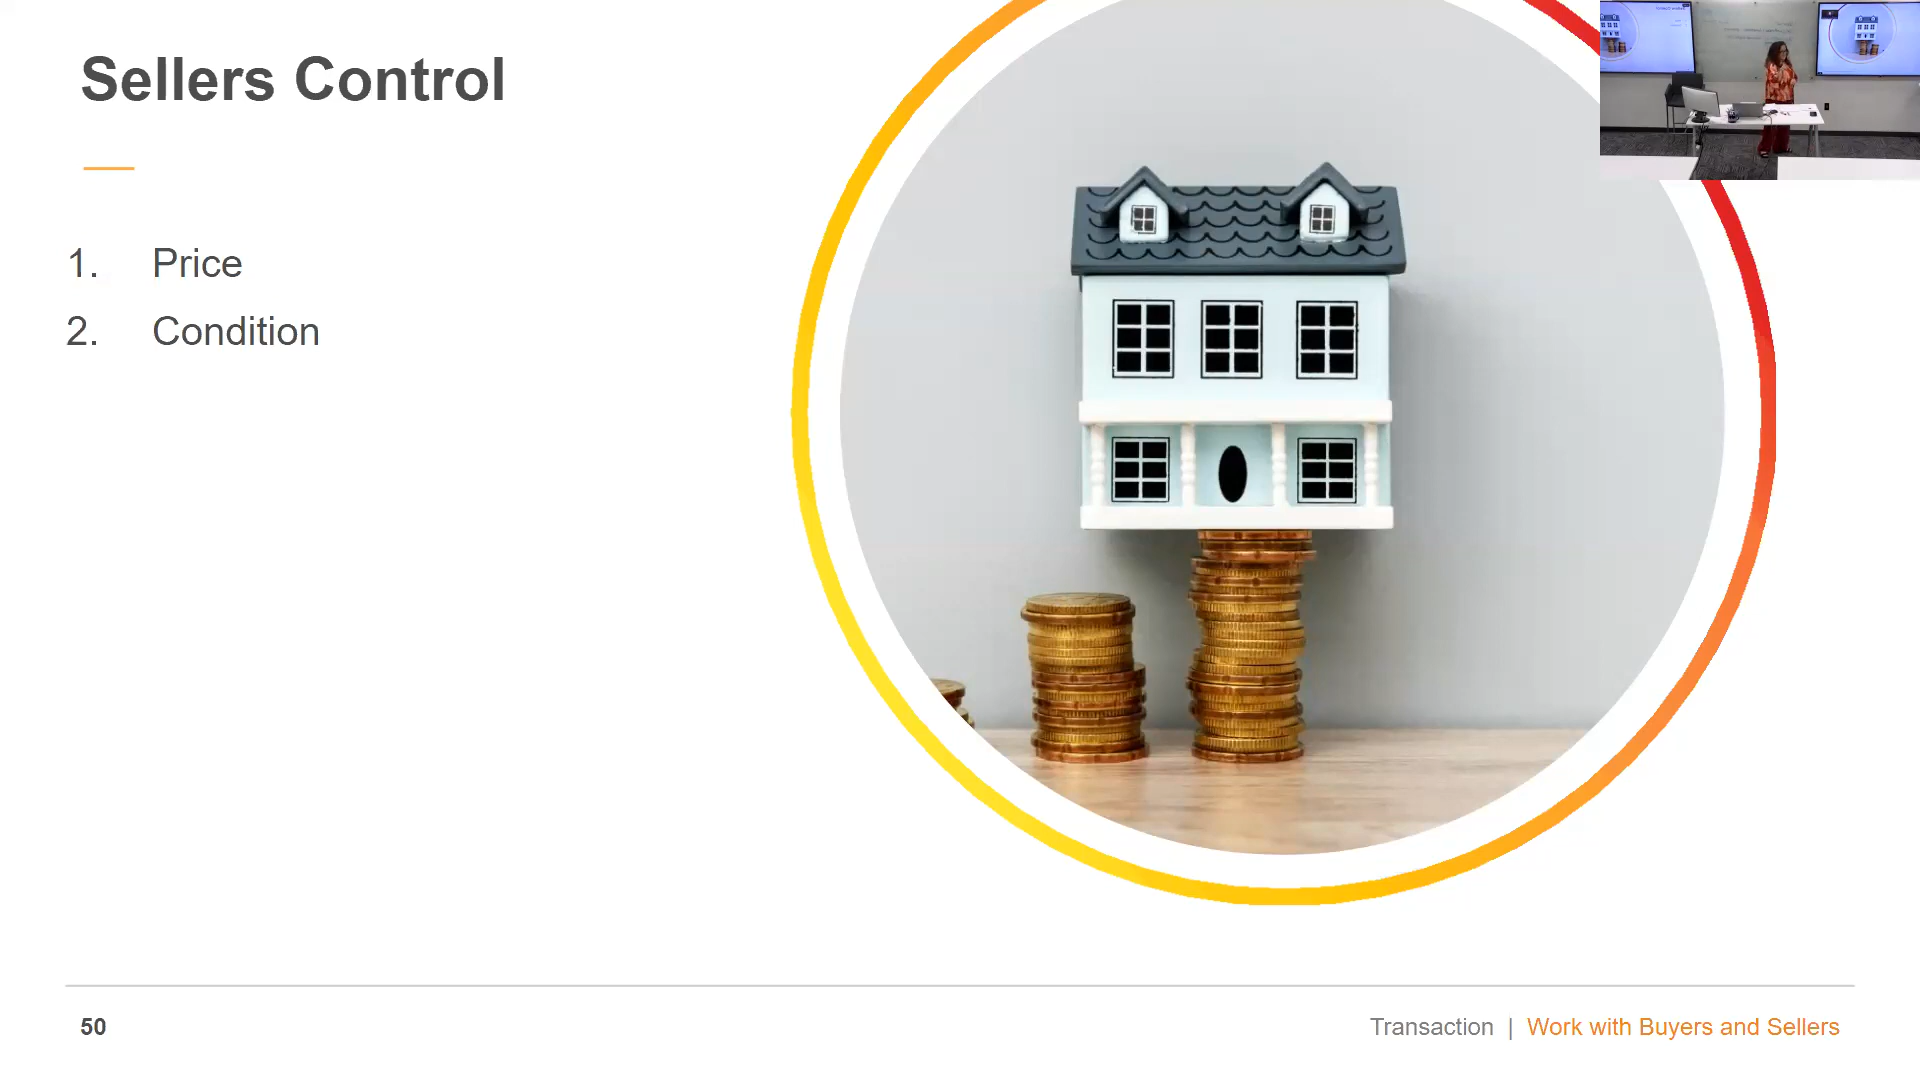 Sellers Control
1. Price
2. Condition
50
Transaction | Work with Buyers and Sellers